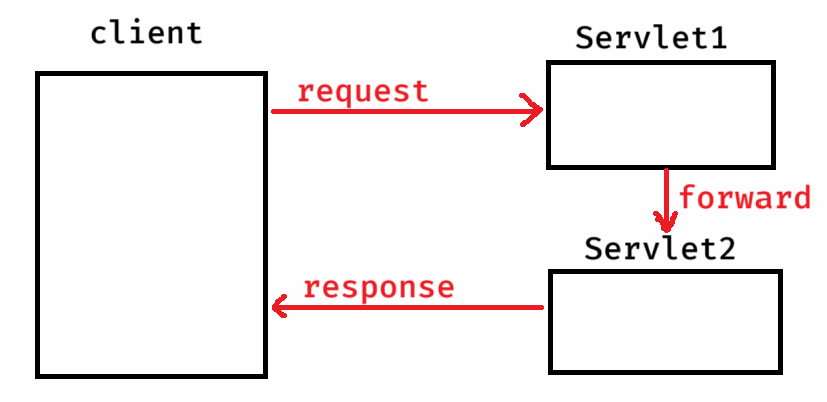 client
Servlet1
request
forward
Servlet2
response